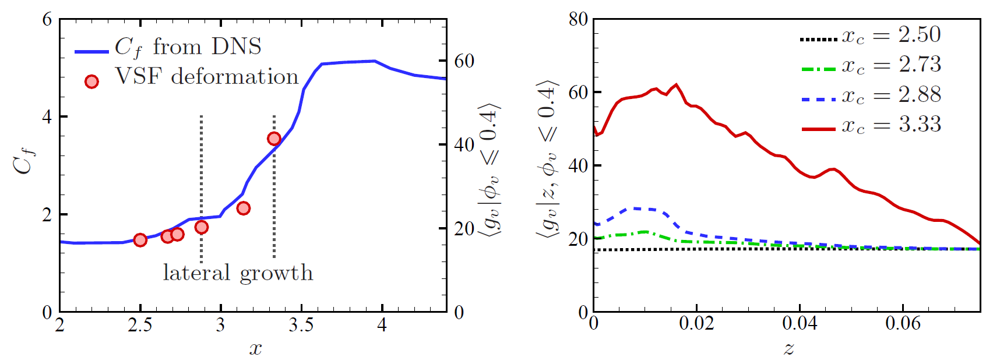 6
4
2
0
C_f
C_f from DNS
VSF deformation
lateral growth
2
2.5
3
3.5
4
x
60
40
20
0
⟨g_v|ϕ_v ⩽ 0.4⟩
80
60
40
20
0
⟨g_v|z, ϕ_v ⩽ 0.4⟩
x_c = 2.50
x_c = 2.73
x_c = 2.88
x_c = 3.33
0
0.02
0.04
0.06
z